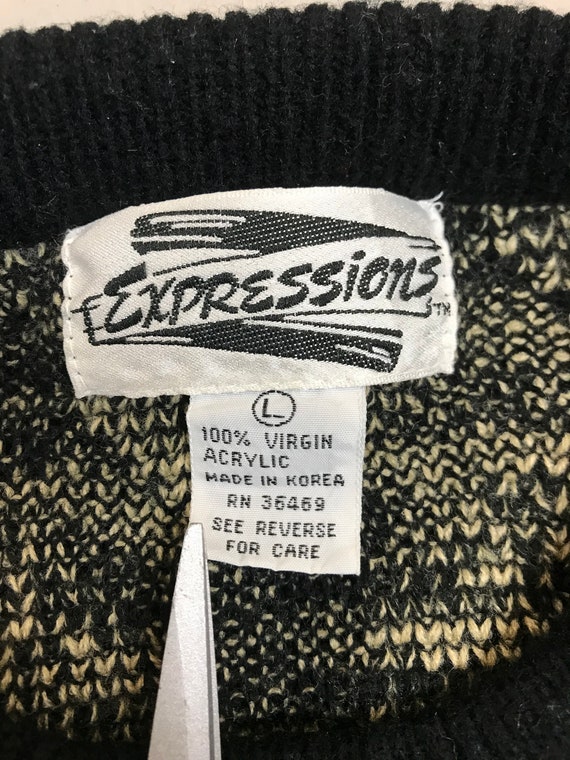 EXPRESSIONS TM
L
100% VIRGIN
ACRYLIC
MADE IN KOREA
RN 36469
SEE REVERSE
FOR CARE